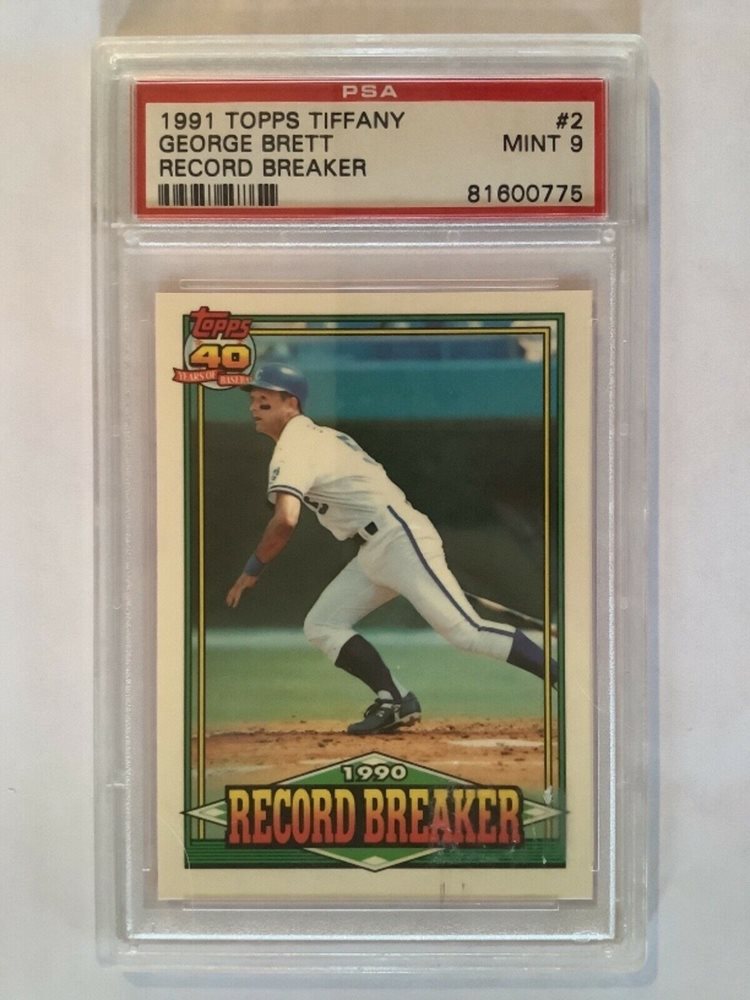 PSA
1991 TOPPS TIFFANY #2
GEORGE BRETT MINT 9
RECORD BREAKER
81600775
Topps
40
YEARS OF BASEBALL
1990
RECORD BREAKER